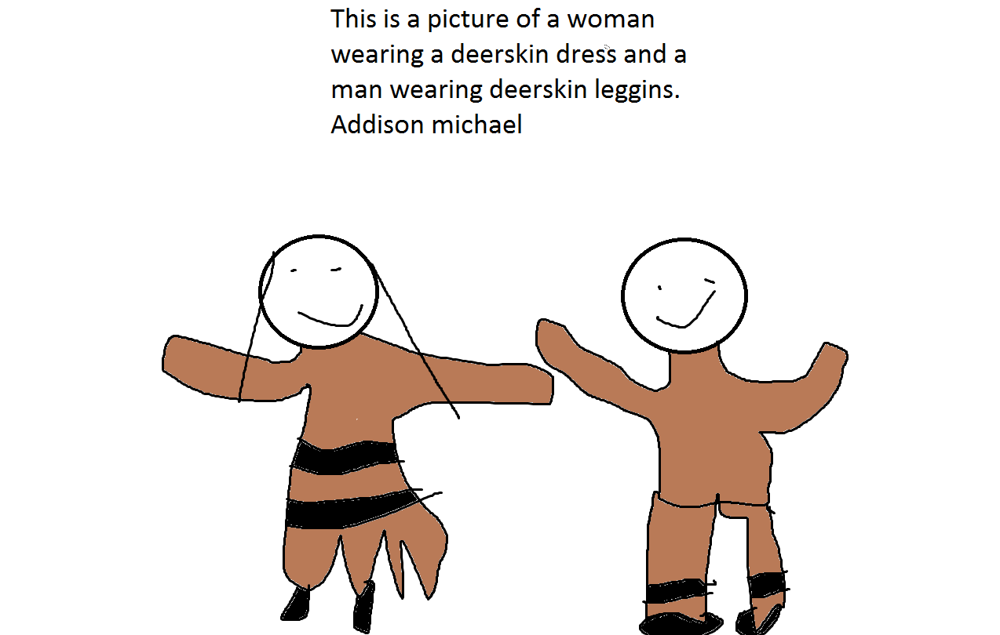 This is a picture of a woman
wearing a deerskin dress and a
man wearing deerskin leggins.
Addison michael